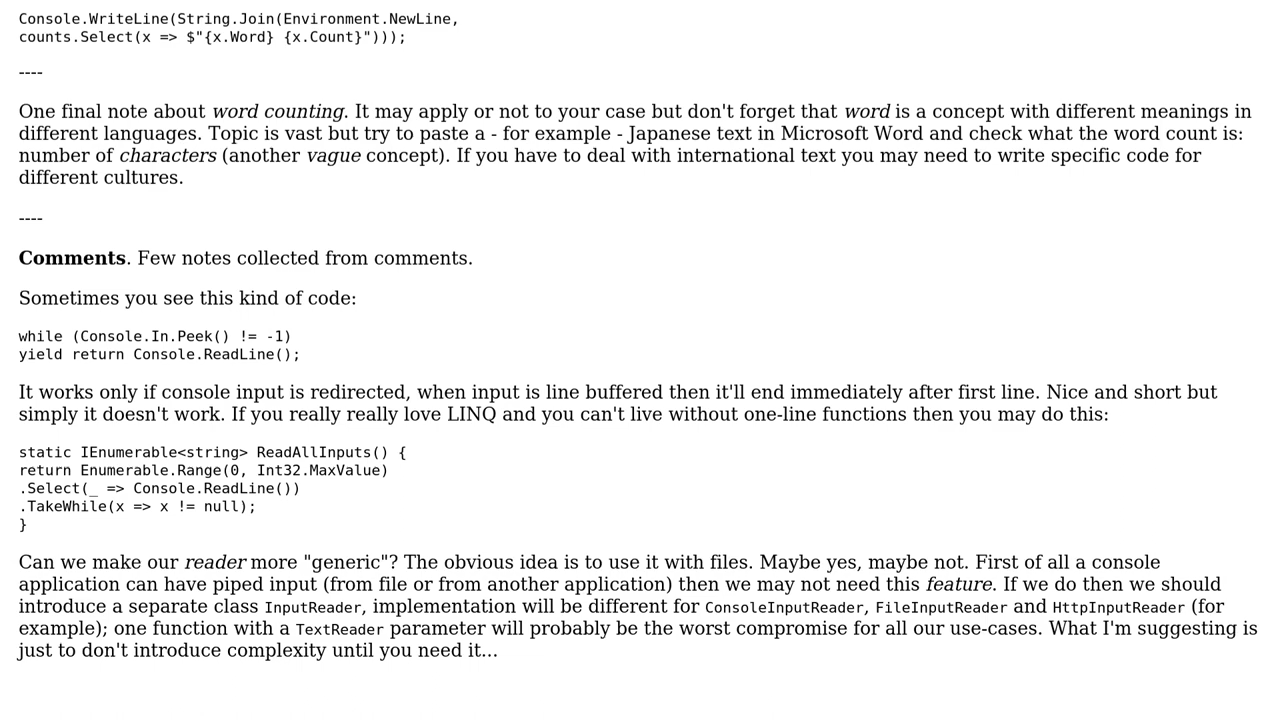 Console.WriteLine(String.Join(Environment.NewLine,
counts.Select(x => $"{x.Word} {x.Count}")));
----
One final note about word counting. It may apply or not to your case but don't forget that word is a concept with different meanings in
different languages. Topic is vast but try to paste a - for example - Japanese text in Microsoft Word and check what the word count is:
number of characters (another vague concept). If you have to deal with international text you may need to write specific code for
different cultures.
----
Comments. Few notes collected from comments.
Sometimes you see this kind of code:
while (Console.In.Peek() != -1)
yield return Console.ReadLine();
It works only if console input is redirected, when input is line buffered then it'll end immediately after first line. Nice and short but
simply it doesn't work. If you really really love LINQ and you can't live without one-line functions then you may do this:
static IEnumerable<string> ReadAllInputs() {
return Enumerable.Range(0, Int32.MaxValue)
.Select(_ => Console.ReadLine())
.TakeWhile(x => x != null);
}
Can we make our reader more "generic"? The obvious idea is to use it with files. Maybe yes, maybe not. First of all a console
application can have piped input (from file or from another application) then we may not need this feature. If we do then we should
introduce a separate class InputReader, implementation will be different for ConsoleInputReader, FileInputReader and HttpInputReader (for
example); one function with a TextReader parameter will probably be the worst compromise for all our use-cases. What I'm suggesting is
just to don't introduce complexity until you need it...